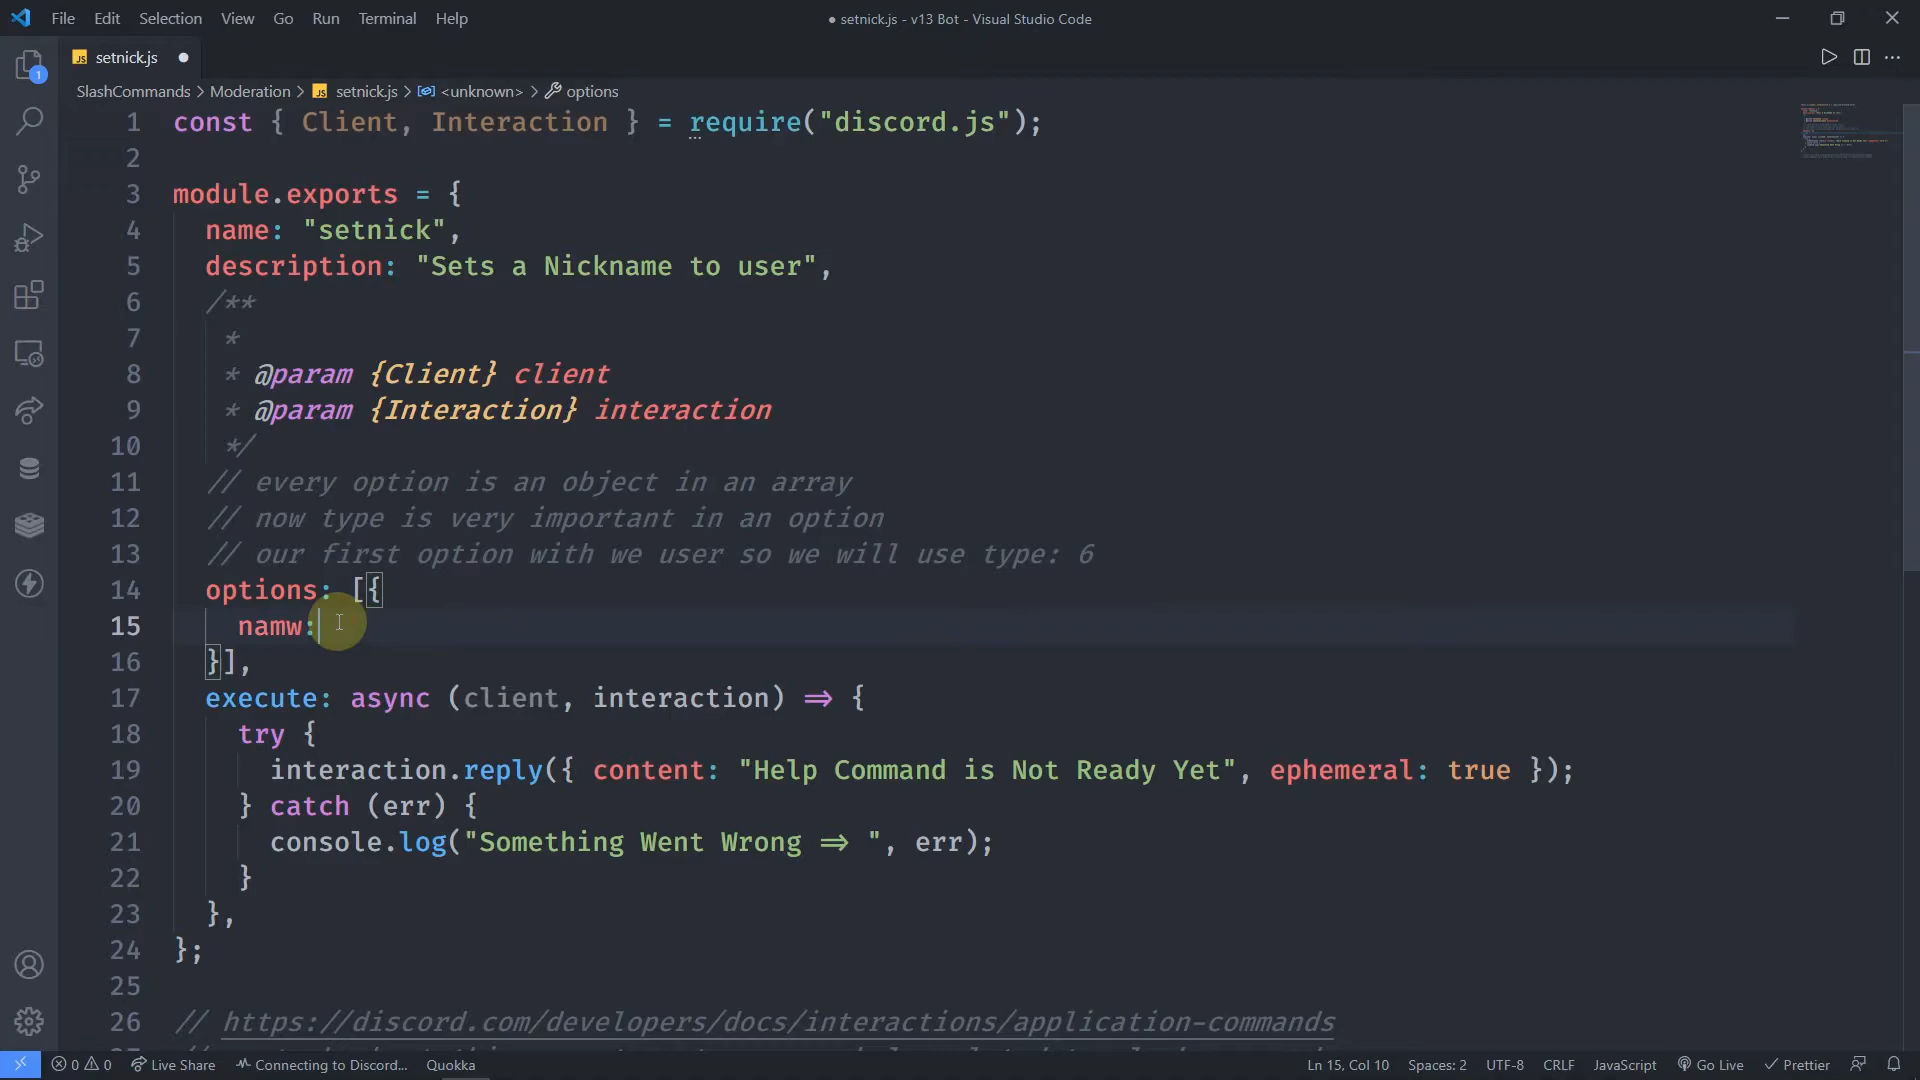 File Edit Selection View Go Run Terminal Help
● setnick.js - v13 Bot - Visual Studio Code
JS setnick.js ●
SlashCommands > Moderation > JS setnick.js > <unknown> > options
1 const { Client, Interaction } = require("discord.js");
2
3 module.exports = {
4 name: "setnick",
5 description: "Sets a Nickname to user",
6 /**
7 *
8 * @param {Client} client
9 * @param {Interaction} interaction
10 */
11 // every option is an object in an array
12 // now type is very important in an option
13 // our first option with we user so we will use type: 6
14 options: [{
15 namw:
16 }],
17 execute: async (client, interaction) => {
18 try {
19 interaction.reply({ content: "Help Command is Not Ready Yet", ephemeral: true });
20 } catch (err) {
21 console.log("Something Went Wrong => ", err);
22 }
23 },
24 };
25
26 // https://discord.com/developers/docs/interactions/application-commands
1
0 0 Live Share Connecting to Discord... Quokka Ln 15, Col 10 Spaces: 2 UTF-8 CRLF JavaScript Go Live Prettier